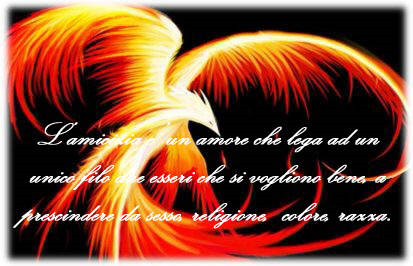 L'amicizia è un amore che lega ad un
unico filo due esseri che si vogliono bene, a
prescindere da sesso, religione, colore, razza.